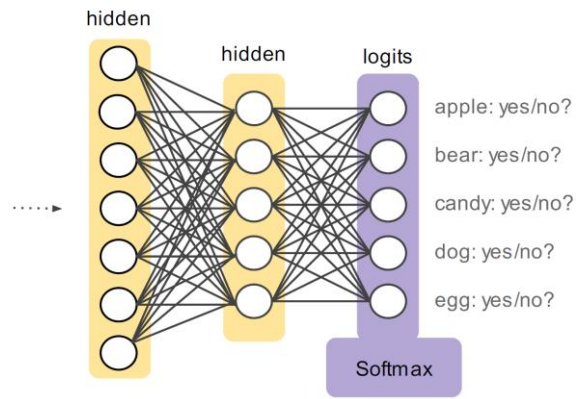 hidden
hidden
logits
apple: yes/no?
bear: yes/no?
candy: yes/no?
dog: yes/no?
egg: yes/no?
Softmax